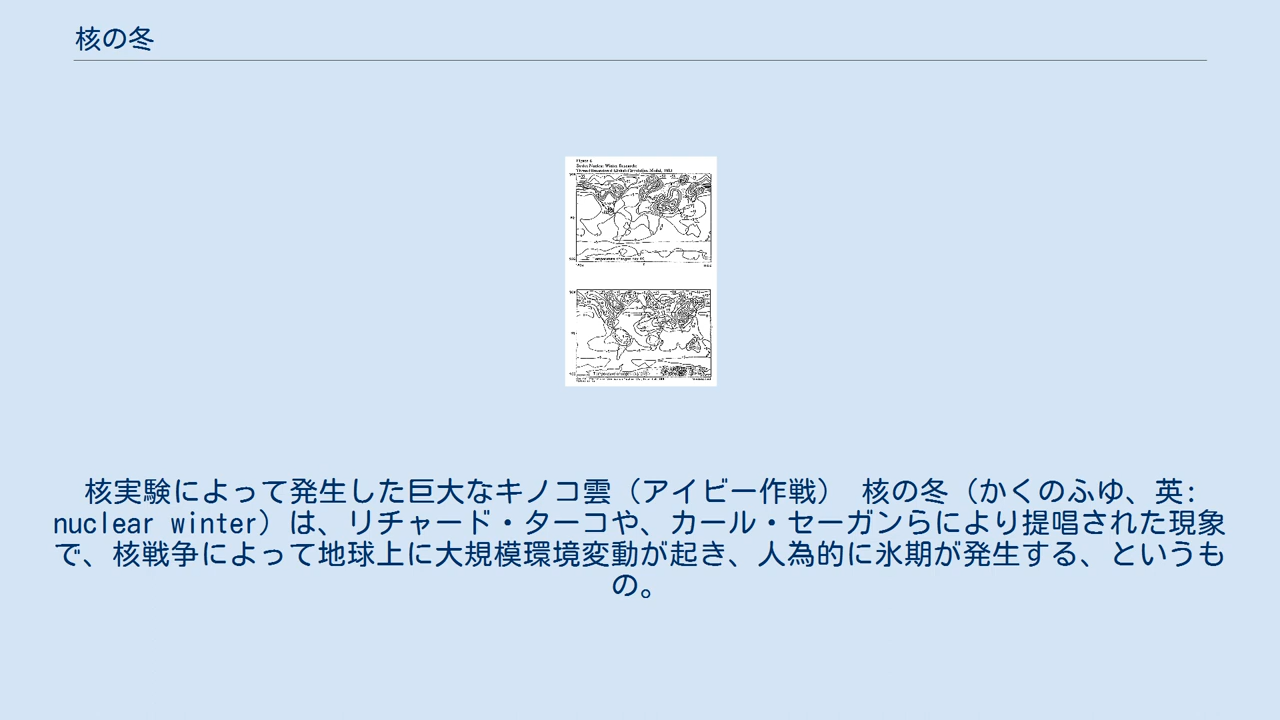 核の冬
核実験によって発生した巨大なキノコ雲（アイビー作戦） 核の冬（かくのふゆ、英:
nuclear winter）は、リチャード・ターコや、カール・セーガンらにより提唱された現象
で、核戦争によって地球上に大規模環境変動が起き、人為的に氷期が発生する、というも
の。